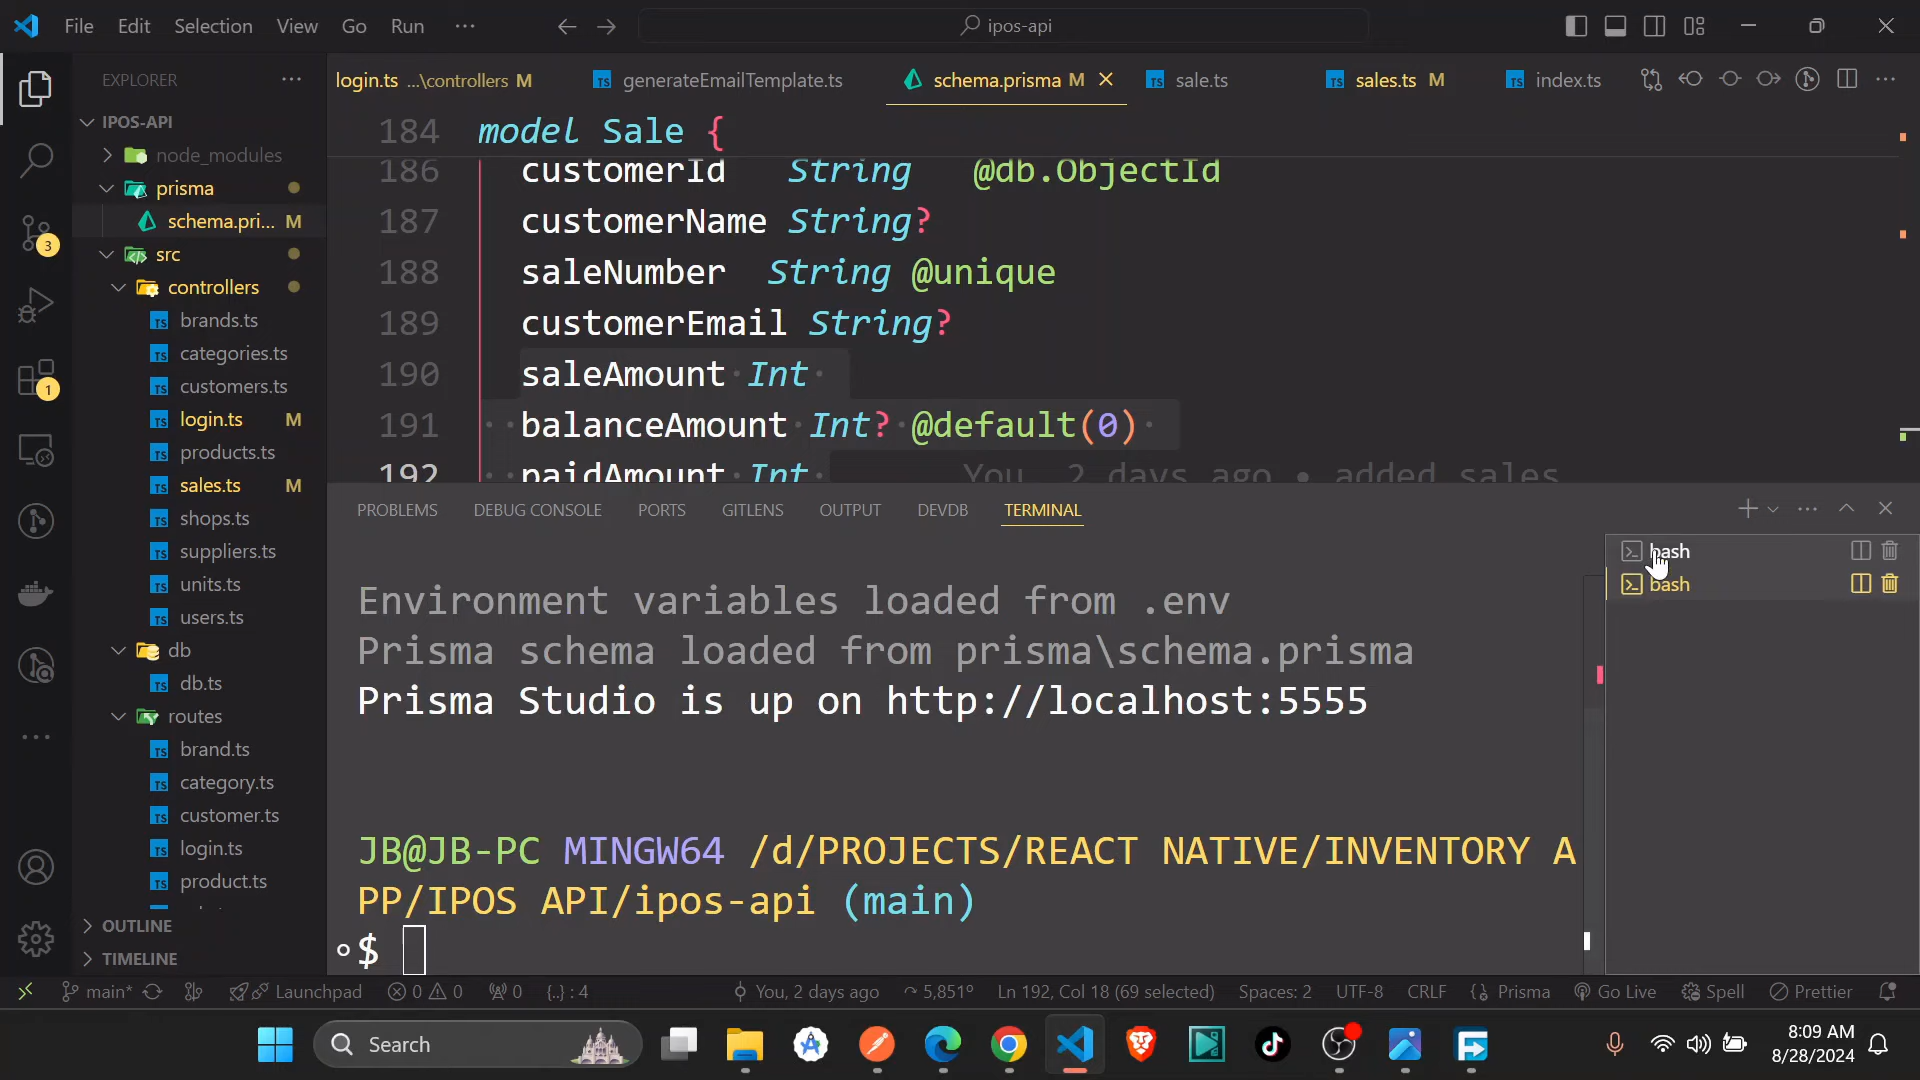 File Edit Selection View Go Run ···
ipos-api
EXPLORER
login.ts ...\controllers M
generateEmailTemplate.ts
schema.prisma M
sale.ts
sales.ts M
index.ts
IPOS-API
node_modules
prisma
schema.pri... M
src
controllers
brands.ts
categories.ts
customers.ts
login.ts M
products.ts
sales.ts M
shops.ts
suppliers.ts
units.ts
users.ts
db
db.ts
routes
brand.ts
category.ts
customer.ts
login.ts
product.ts
OUTLINE
TIMELINE
3
1
184 model Sale {
186 customerId String @db.ObjectId
187 customerName String?
188 saleNumber String @unique
189 customerEmail String?
190 saleAmount Int
191 balanceAmount Int? @default(0)
192 paidAmount Int You, 2 days ago • added sales
PROBLEMS DEBUG CONSOLE PORTS GITLENS OUTPUT DEVDB TERMINAL
bash
bash
Environment variables loaded from .env
Prisma schema loaded from prisma\schema.prisma
Prisma Studio is up on http://localhost:5555
JB@JB-PC MINGW64 /d/PROJECTS/REACT NATIVE/INVENTORY A
PP/IPOS API/ipos-api (main)
$
main* Launchpad 0 0 0 {..} : 4 You, 2 days ago 5,851º Ln 192, Col 18 (69 selected) Spaces: 2 UTF-8 CRLF {} Prisma Go Live Spell Prettier
Search
8:09 AM
8/28/2024